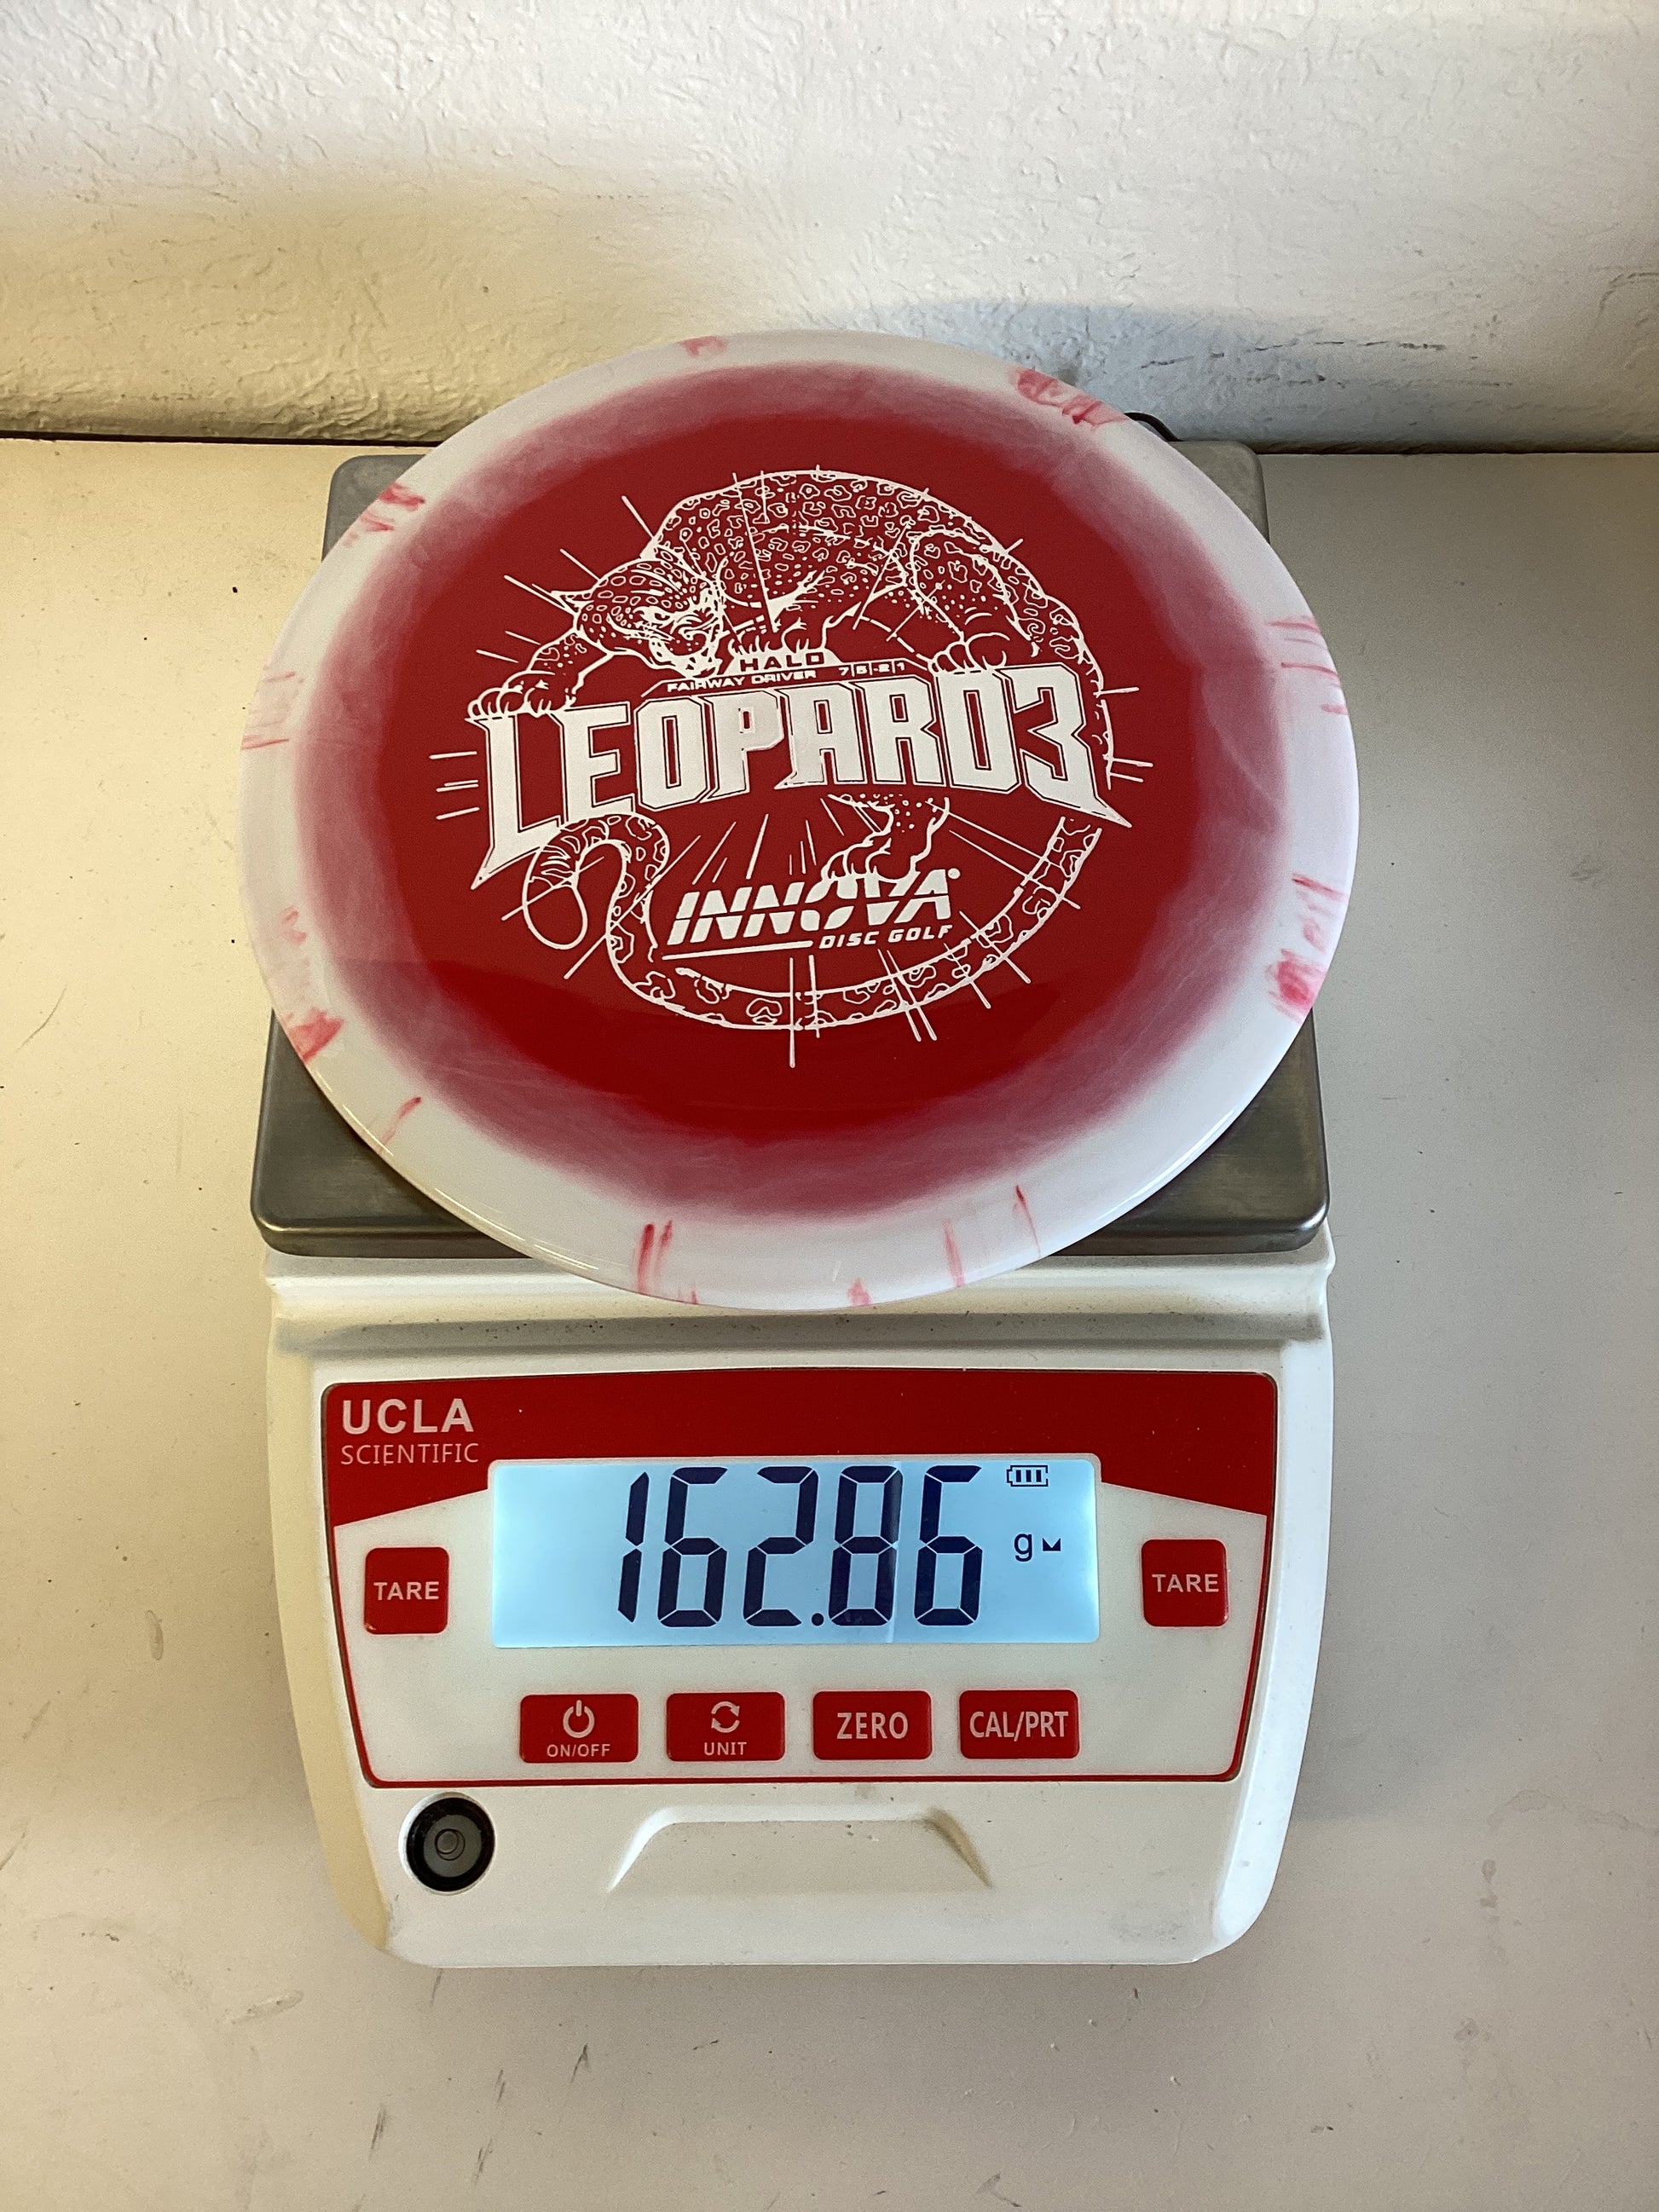 HALO
FAIRWAY DRIVER 7|5|-2|1
LEOPARD3
INNOVA®
DISC GOLF
UCLA
SCIENTIFIC
162.86 g
TARE
TARE
ON/OFF
UNIT
ZERO
CAL/PRT